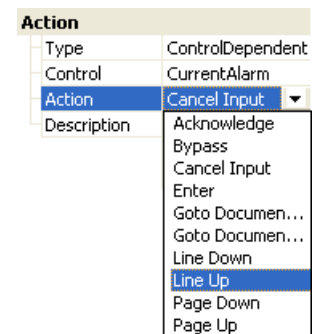 Action
Type ControlDependent
Control CurrentAlarm
Action Cancel Input
Description Acknowledge
Bypass
Cancel Input
Enter
Goto Documen...
Goto Documen...
Line Down
Line Up
Page Down
Page Up